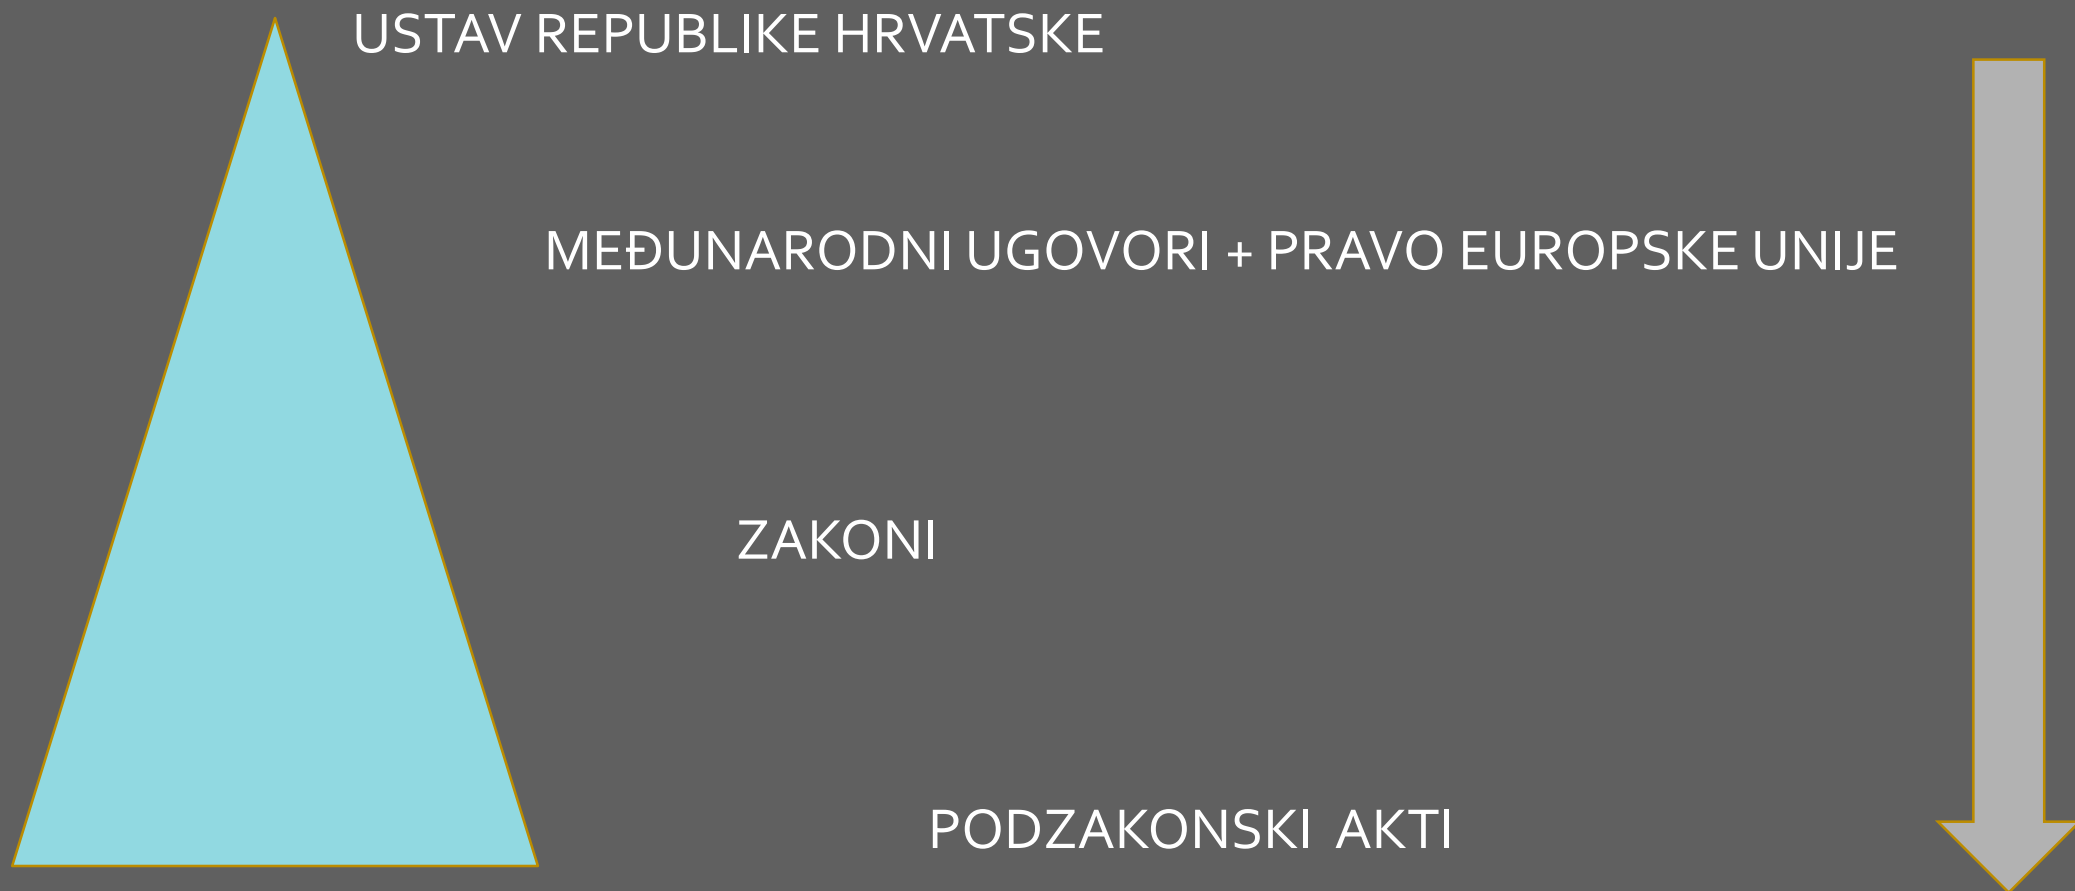 USTAV REPUBLIKE HRVATSKE
MEĐUNARODNI UGOVORI + PRAVO EUROPSKE UNIJE
ZAKONI
PODZAKONSKI AKTI